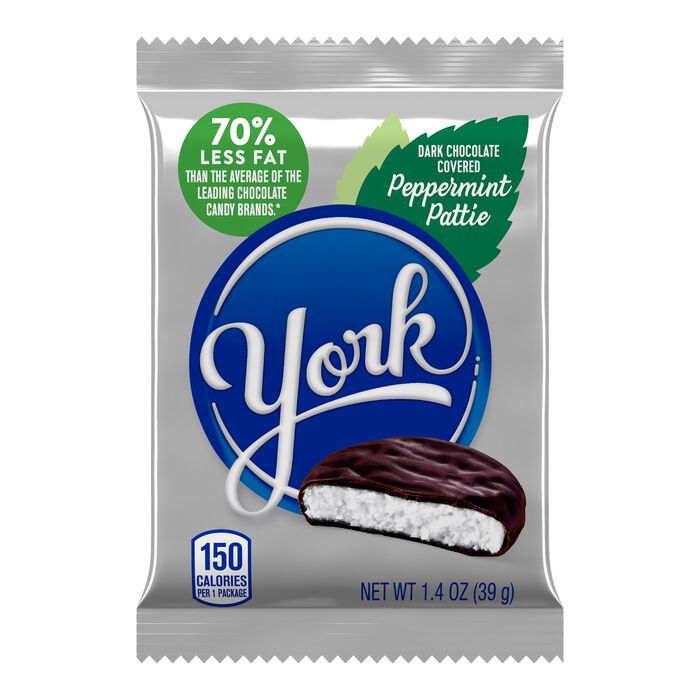 70%
LESS FAT
THAN THE AVERAGE OF THE
LEADING CHOCOLATE
CANDY BRANDS.*
DARK CHOCOLATE
COVERED
Peppermint
Pattie
York
150
CALORIES
PER 1 PACKAGE
NET WT 1.4 OZ (39 g)